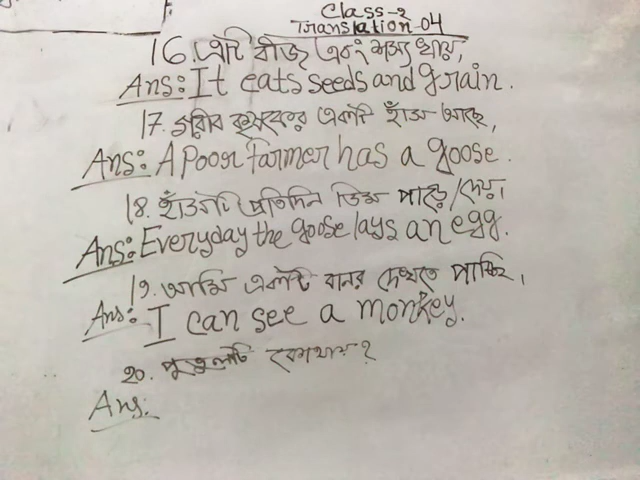 Class-২
Translation-04
16. এটি বীজ এবং শস্য খায়,
Ans: It eats seeds and grain.
17. গরীব কৃষকের একটি হাঁস আছে,
Ans: A Poor farmer has a goose.
18. হাঁসটি প্রতিদিন ডিম পাড়ে/দেয়।
Ans: Everyday the goose lays an egg.
19. আমি একটি বানর দেখতে পাচ্ছি,
Ans: I can see a monkey.
২০. পুতুলটি কোথায়?
Ans: